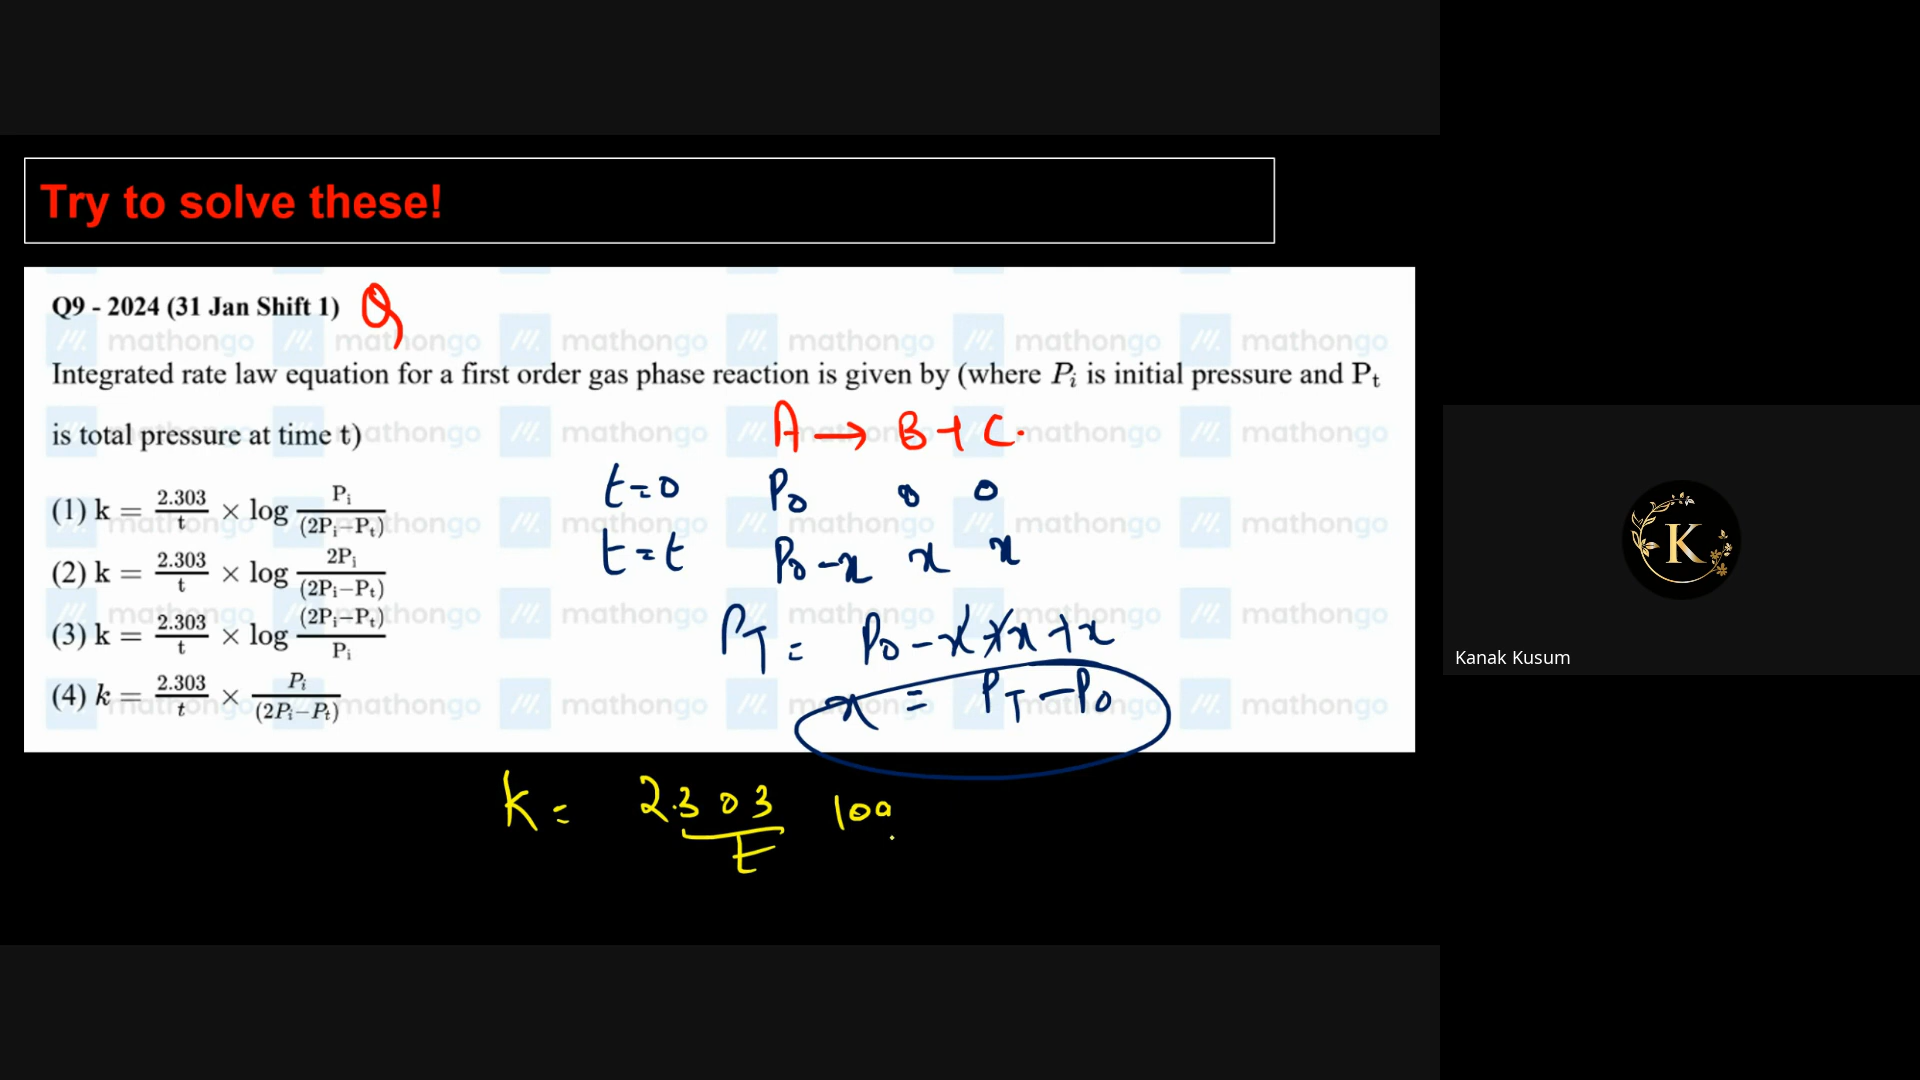 Try to solve these!
Q9 - 2024 (31 Jan Shift 1) Q
Integrated rate law equation for a first order gas phase reaction is given by (where Pᵢ is initial pressure and Pₜ
is total pressure at time t)
A → B + C
t=0 P₀ 0 0
t=t P₀-x x x
(1) k = 2.303/t × log Pᵢ/(2Pᵢ−Pₜ)
(2) k = 2.303/t × log 2Pᵢ/(2Pᵢ−Pₜ)
(3) k = 2.303/t × log (2Pᵢ−Pₜ)/Pᵢ
(4) k = 2.303/t × Pᵢ/(2Pᵢ−Pₜ)
P_T = P₀ - x + x + x
x = P_T - P₀
K = 2.303/t log
K
Kanak Kusum
mathongo